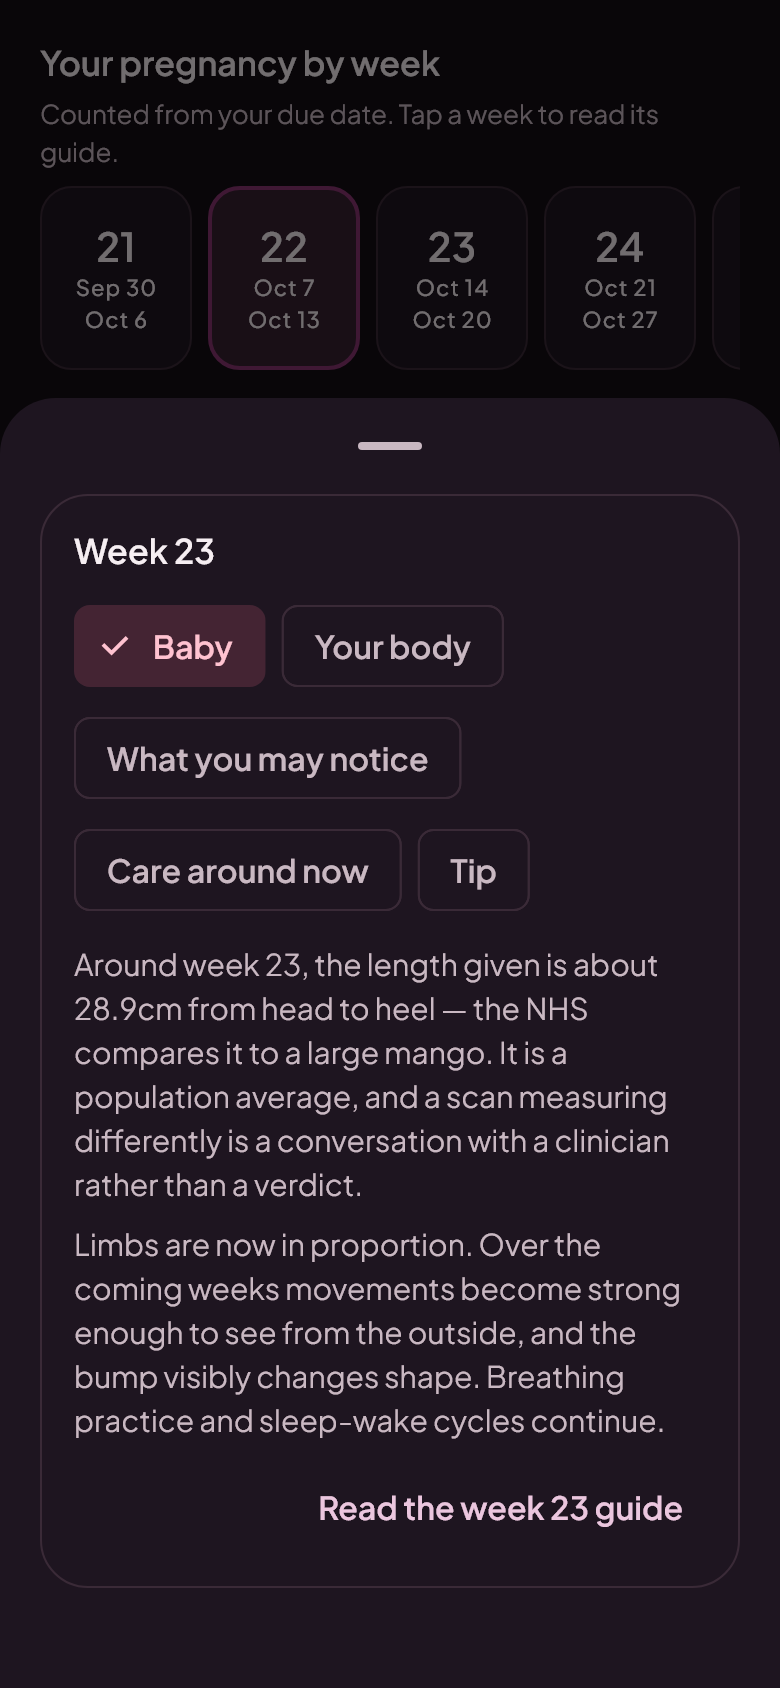 Your pregnancy by week
Counted from your due date. Tap a week to read its
guide.
21
Sep 30
Oct 6
22
Oct 7
Oct 13
23
Oct 14
Oct 20
24
Oct 21
Oct 27
Week 23
Baby
Your body
What you may notice
Care around now
Tip
Around week 23, the length given is about
28.9cm from head to heel — the NHS
compares it to a large mango. It is a
population average, and a scan measuring
differently is a conversation with a clinician
rather than a verdict.
Limbs are now in proportion. Over the
coming weeks movements become strong
enough to see from the outside, and the
bump visibly changes shape. Breathing
practice and sleep-wake cycles continue.
Read the week 23 guide